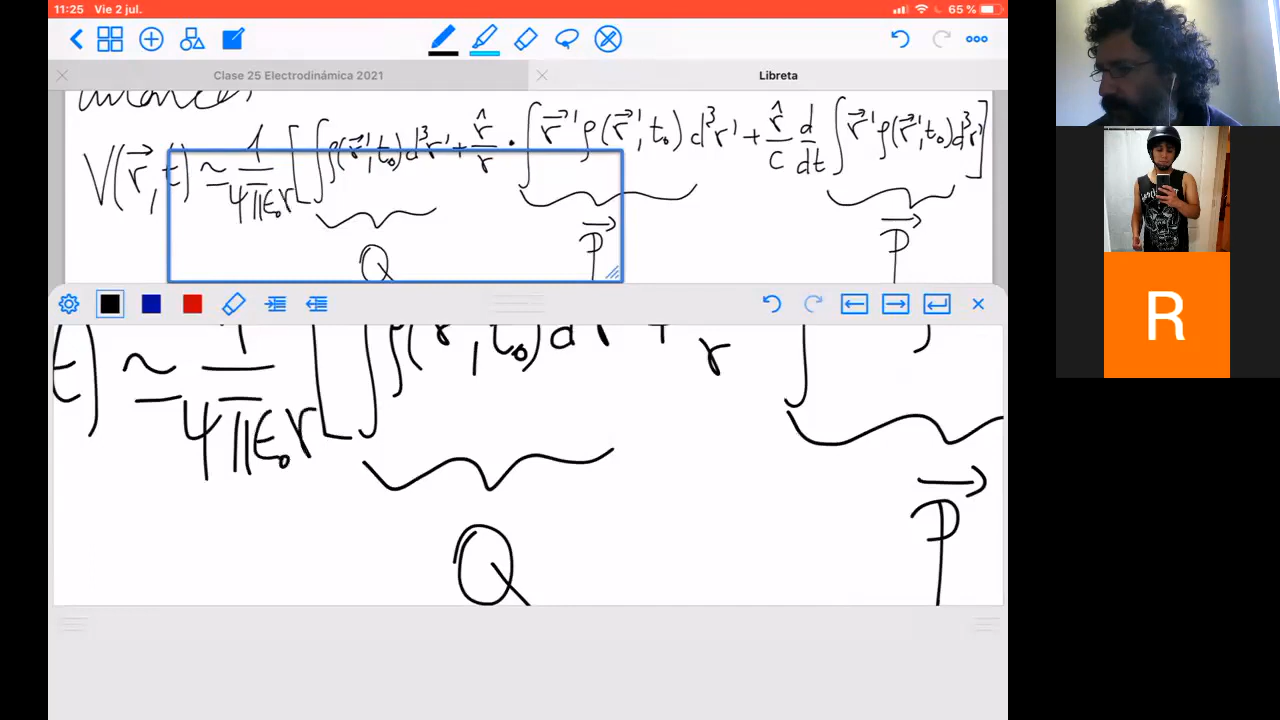 11:25 Vie 2 jul. 65 %
Clase 25 Electrodinámica 2021 Libreta
V(r⃗, t) ≃ 1/(4πε₀r) [∫ρ(r⃗', t₀)d³r' + r̂/r · ∫ r⃗' ρ(r⃗', t₀) d³r' + r̂/c d/dt ∫ r⃗' ρ(r⃗', t₀)d³r']
Q P⃗ P⃗
t) ≃ 1/(4πε₀r) [∫ρ(r, t₀)d r + r ∫
Q P⃗
R